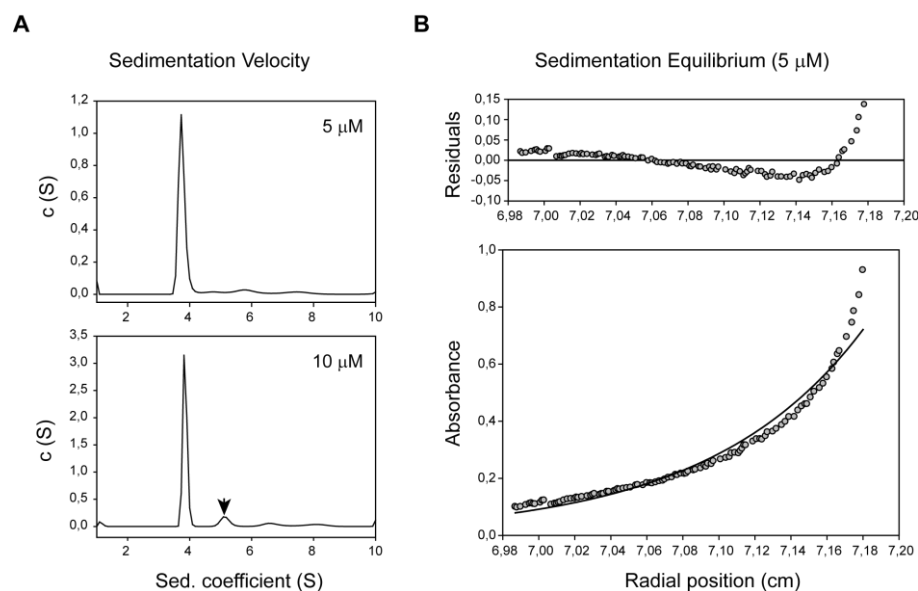 A
Sedimentation Velocity
1,2
1,0
0,8
0,6
0,4
0,2
0,0
c (S)
5 μM
2 4 6 8 10
3,5
3,0
2,5
2,0
1,5
1,0
0,5
0,0
c (S)
10 μM
2 4 6 8 10
Sed. coefficient (S)
B
Sedimentation Equilibrium (5 μM)
0,15
0,10
0,05
0,00
-0,05
-0,10
Residuals
6,98 7,00 7,02 7,04 7,06 7,08 7,10 7,12 7,14 7,16 7,18 7,20
1,0
0,8
0,6
0,4
0,2
0,0
Absorbance
6,98 7,00 7,02 7,04 7,06 7,08 7,10 7,12 7,14 7,16 7,18 7,20
Radial position (cm)